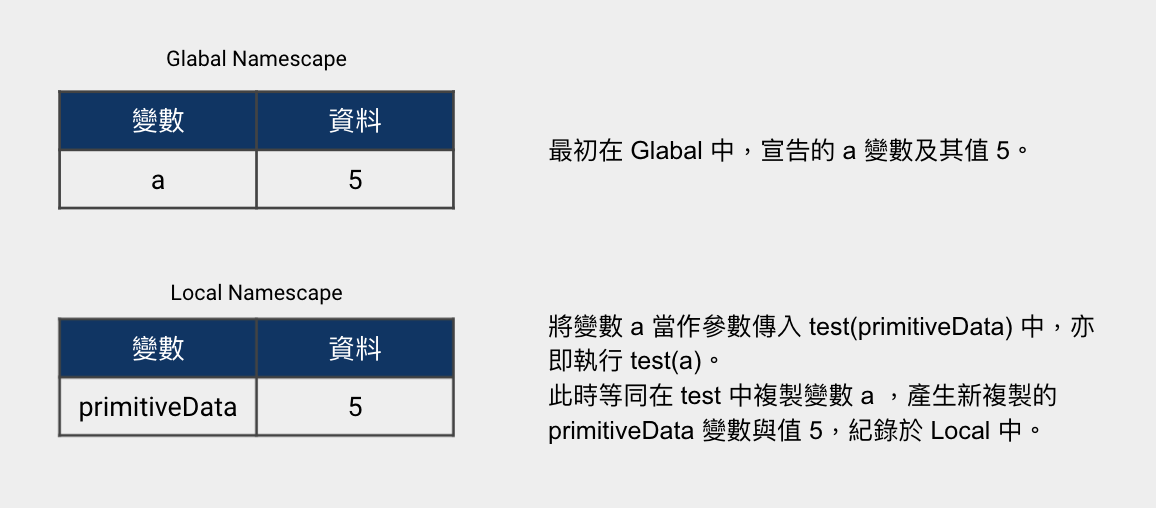 Glabal Namescape
變數 資料
a 5
最初在 Glabal 中，宣告的 a 變數及其值 5。
Local Namescape
變數 資料
primitiveData 5
將變數 a 當作參數傳入 test(primitiveData) 中，亦
即執行 test(a)。
此時等同在 test 中複製變數 a ，產生新複製的
primitiveData 變數與值 5，紀錄於 Local 中。